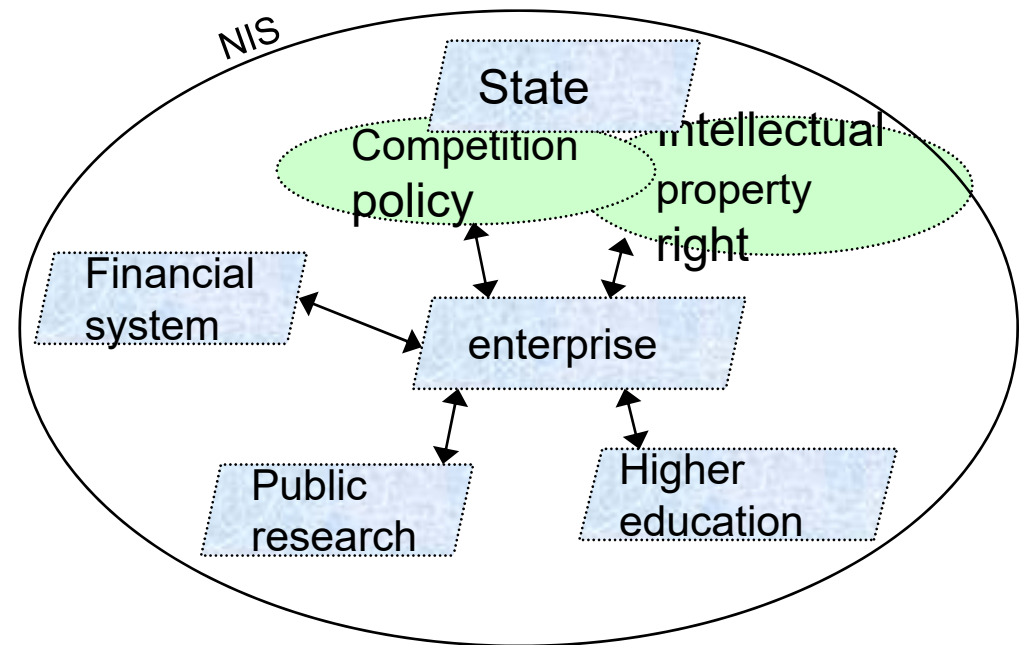 NIS
State
Competition
policy
Intellectual
property
right
Financial
system
enterprise
Public
research
Higher
education